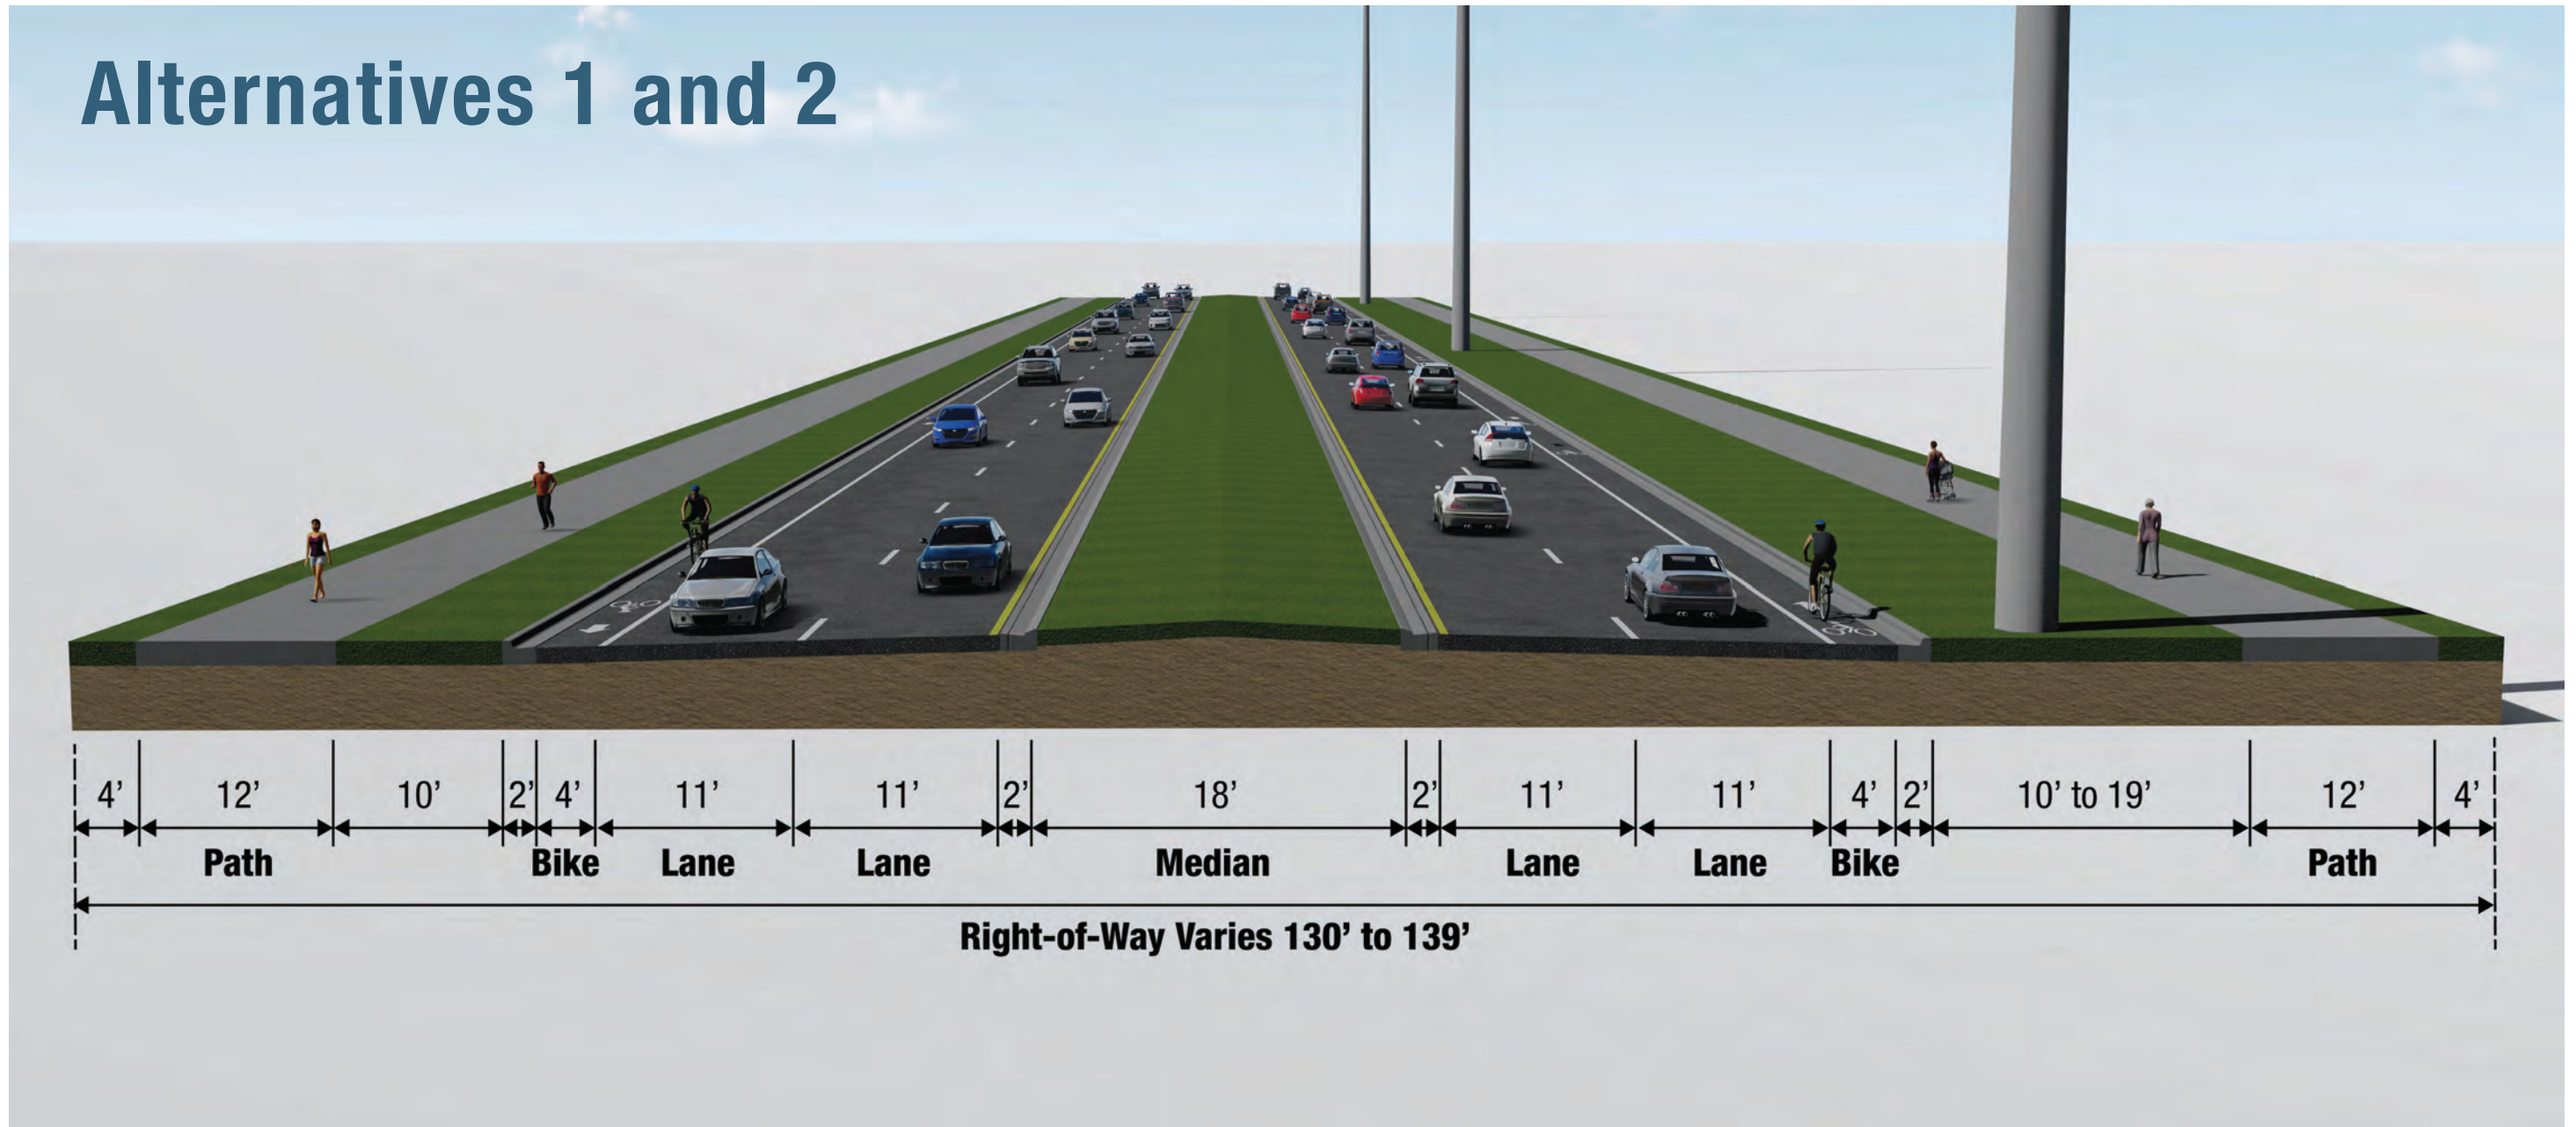 Alternatives 1 and 2
4’ 12’ 10’ 2’ 4’ 11’ 11’ 2’ 18’ 2’ 11’ 11’ 4’ 2’ 10’ to 19’ 12’ 4’
Path Bike Lane Lane Median Lane Lane Bike Path
Right-of-Way Varies 130’ to 139’